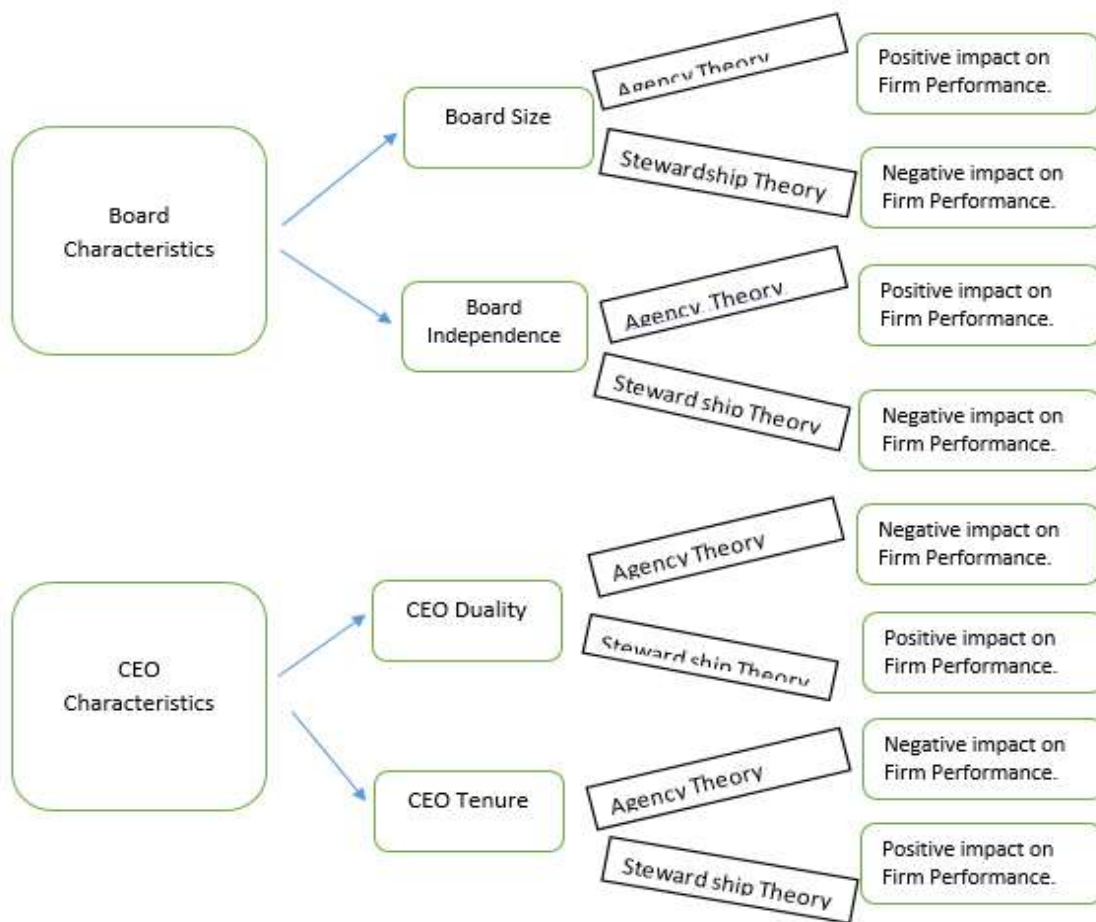 Board
Characteristics
Board Size
Agency Theory
Positive impact on
Firm Performance.
Stewardship Theory
Negative impact on
Firm Performance.
Board
Independence
Agency Theory
Positive impact on
Firm Performance.
Steward ship Theory
Negative impact on
Firm Performance.
CEO
Characteristics
CEO Duality
Agency Theory
Negative impact on
Firm Performance.
Steward ship Theory
Positive impact on
Firm Performance.
CEO Tenure
Agency Theory
Negative impact on
Firm Performance.
Steward ship Theory
Positive impact on
Firm Performance.